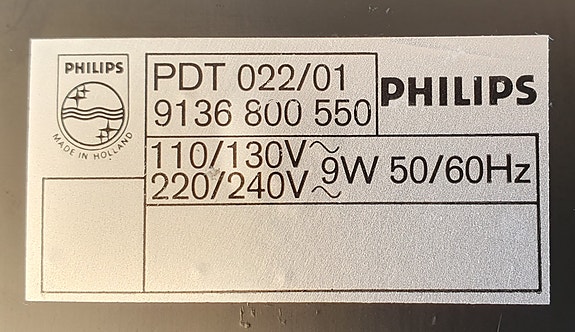 PHILIPS
MADE IN HOLLAND
PDT 022/01
9136 800 550
PHILIPS
110/130V~
220/240V~
9W 50/60Hz